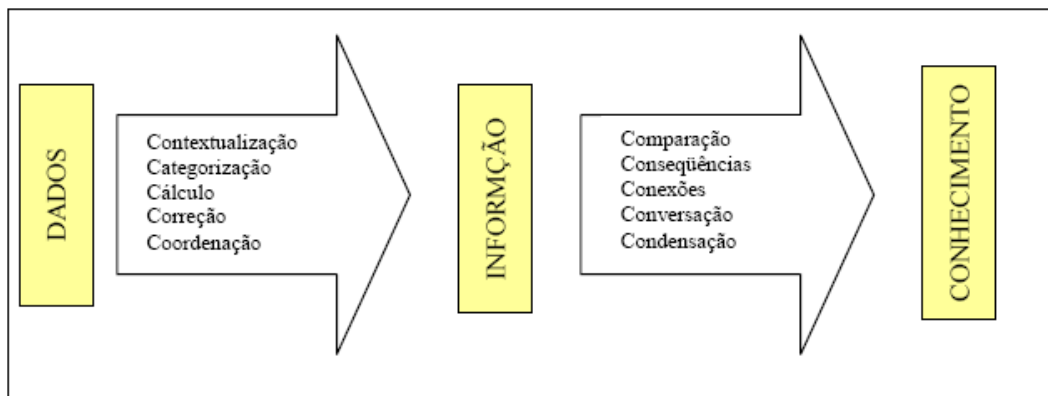 DADOS
Contextualização
Categorização
Cálculo
Correção
Coordenação
INFORMÇÃO
Comparação
Conseqüências
Conexões
Conversação
Condensação
CONHECIMENTO